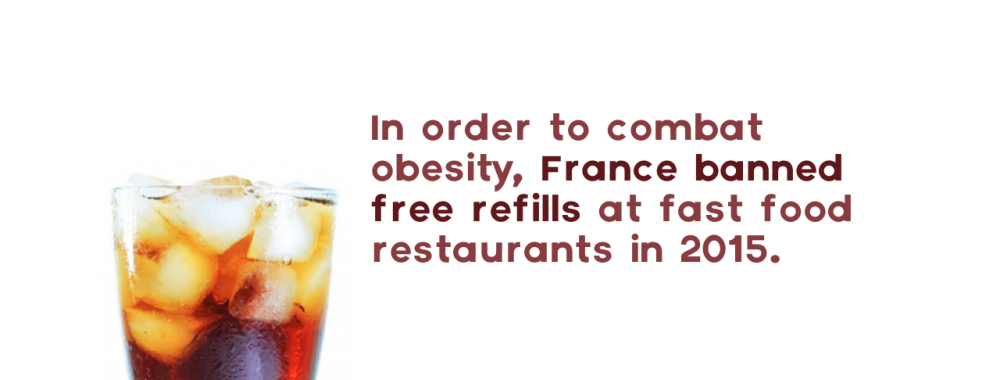 In order to combat
obesity, France banned
free refills at fast food
restaurants in 2015.